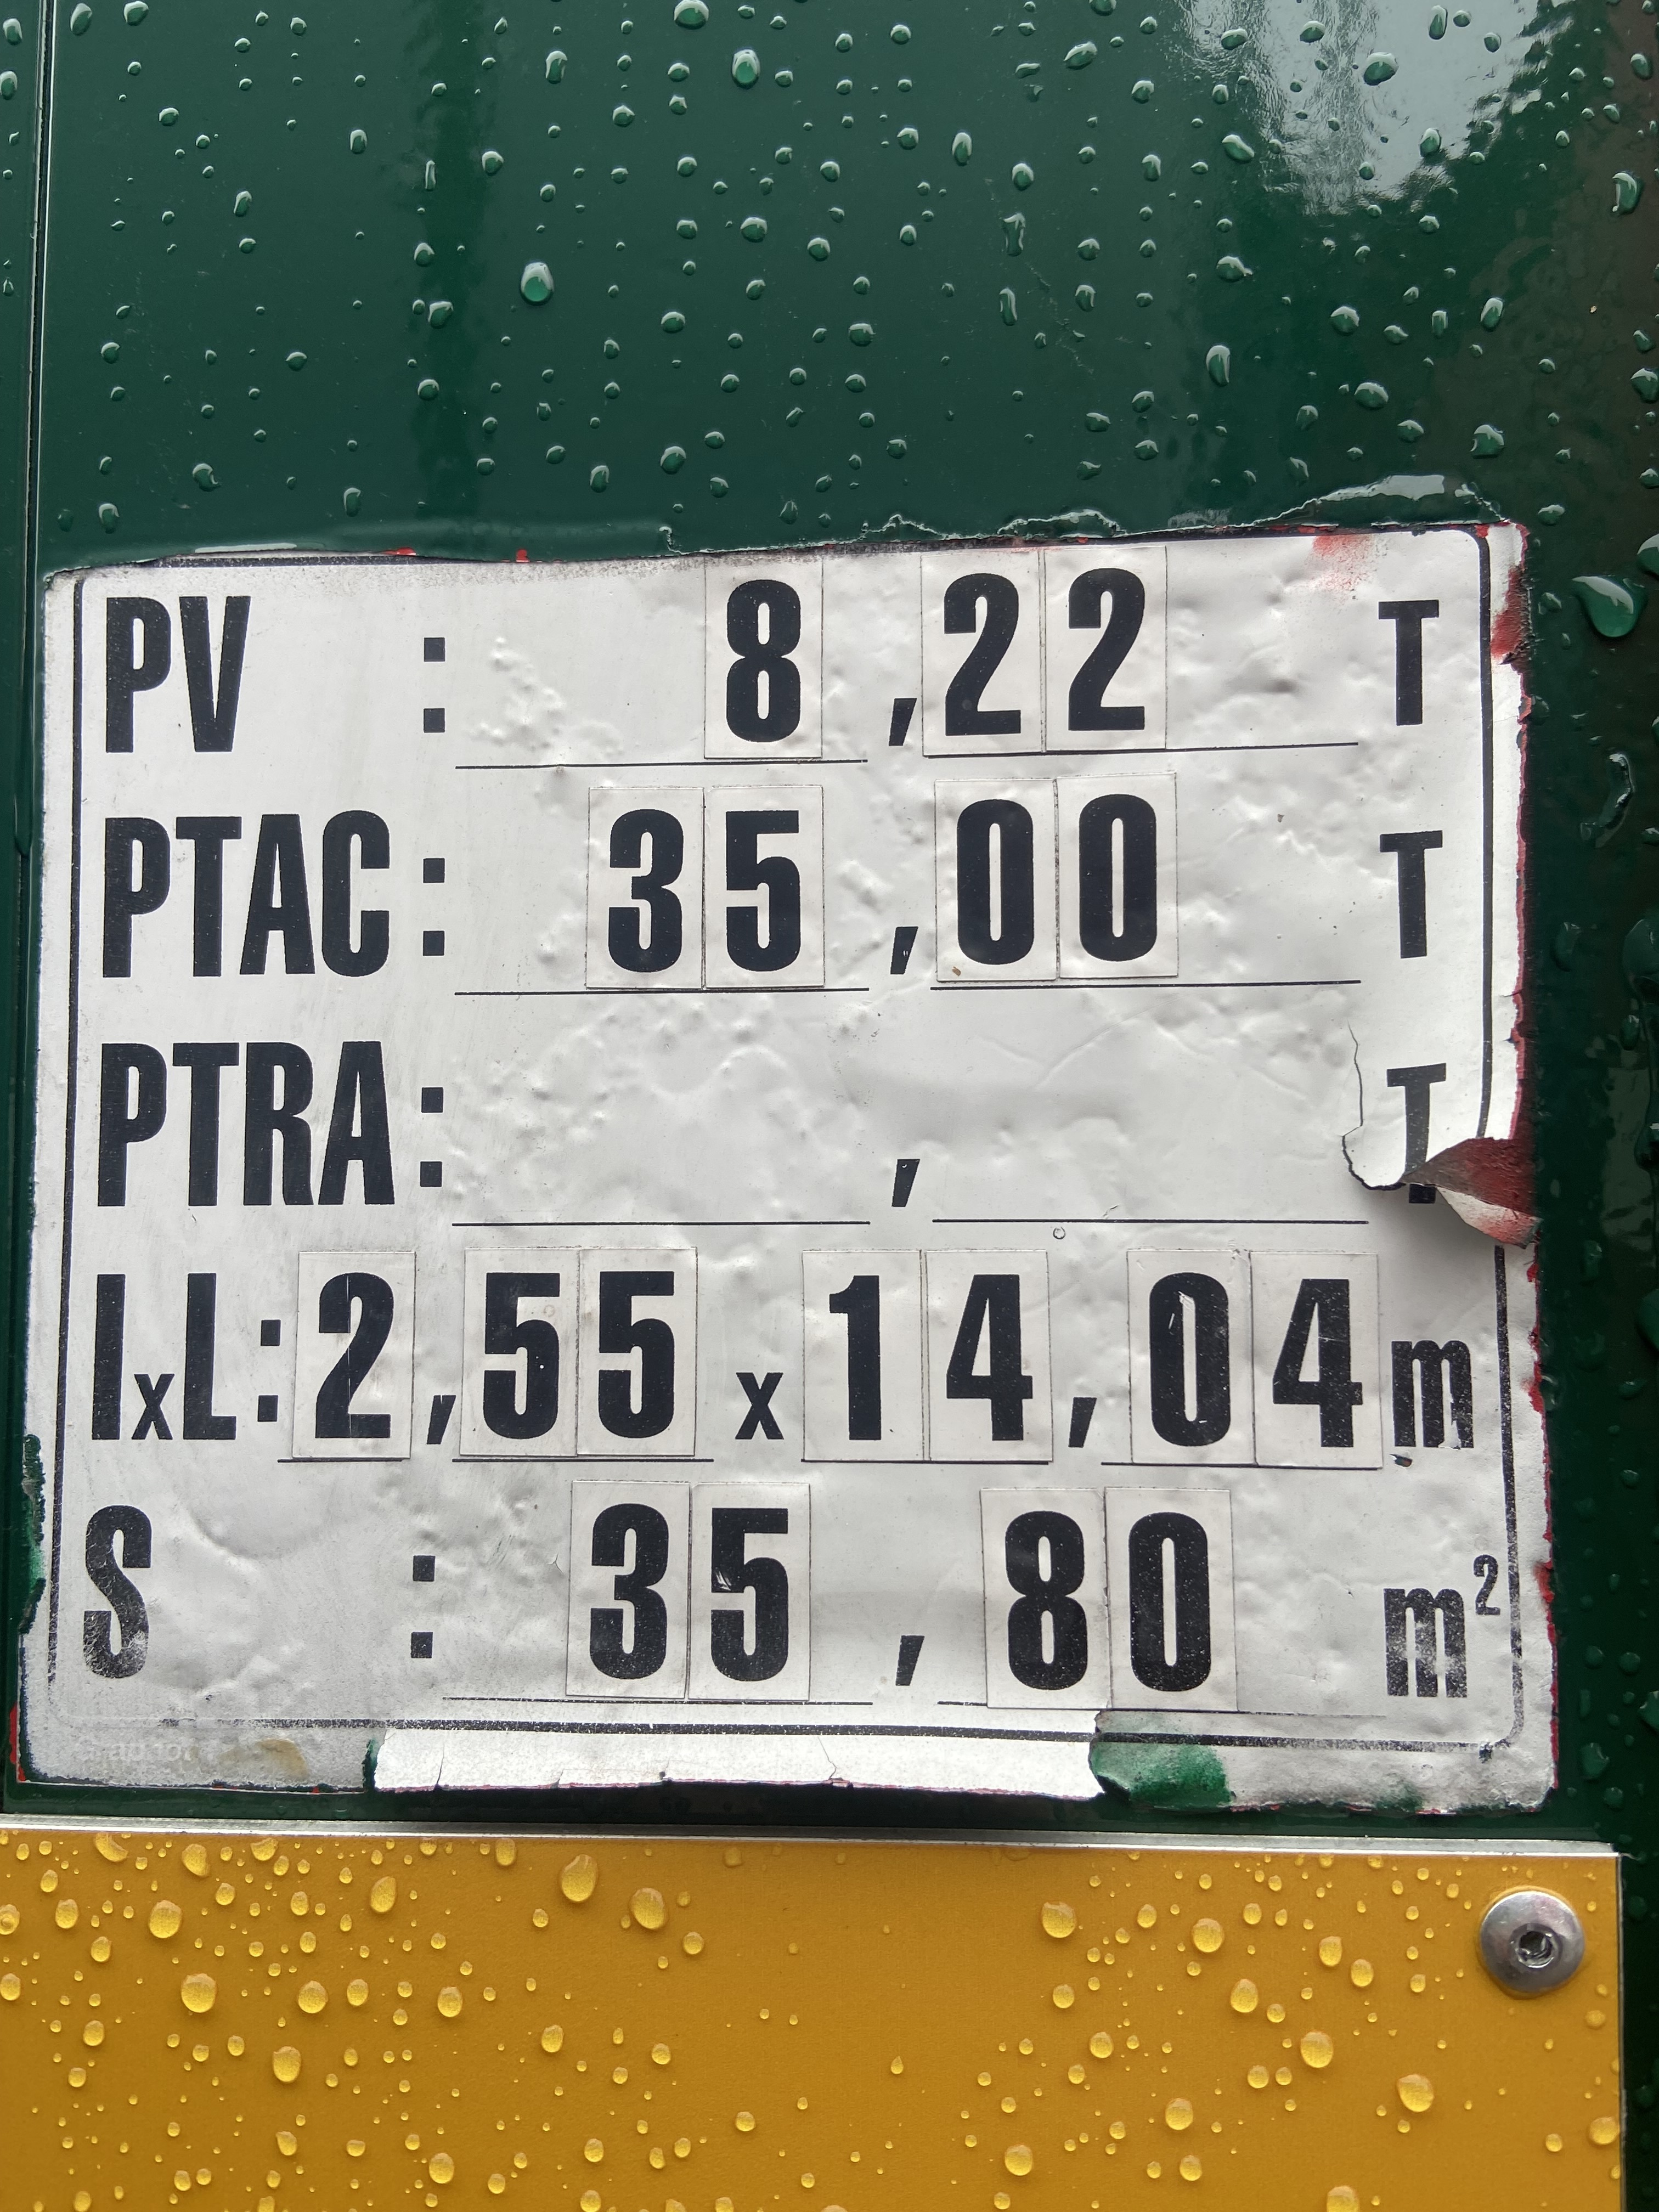 PV : 8,22 T
PTAC : 35,00 T
PTRA : , T
lxL : 2,55 x 14,04 m
S : 35,80 m²